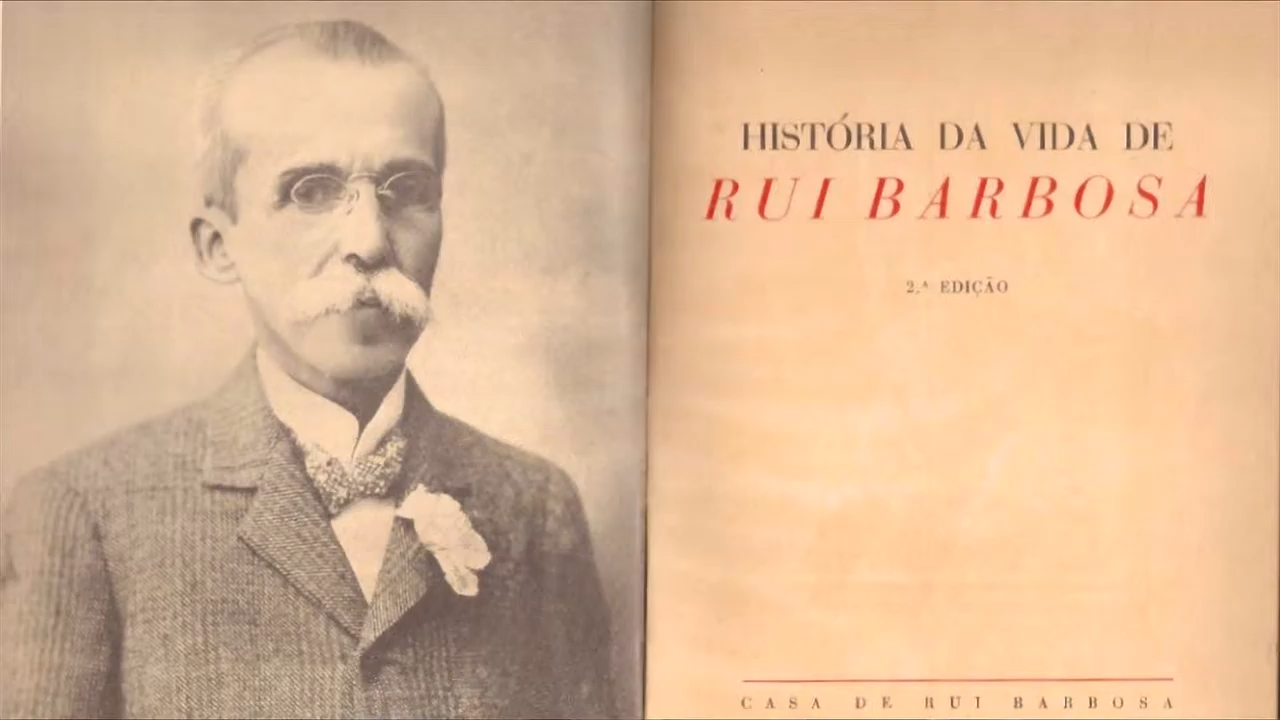 HISTÓRIA DA VIDA DE
RUI BARBOSA
2.ª EDIÇÃO
CASA DE RUI BARBOSA